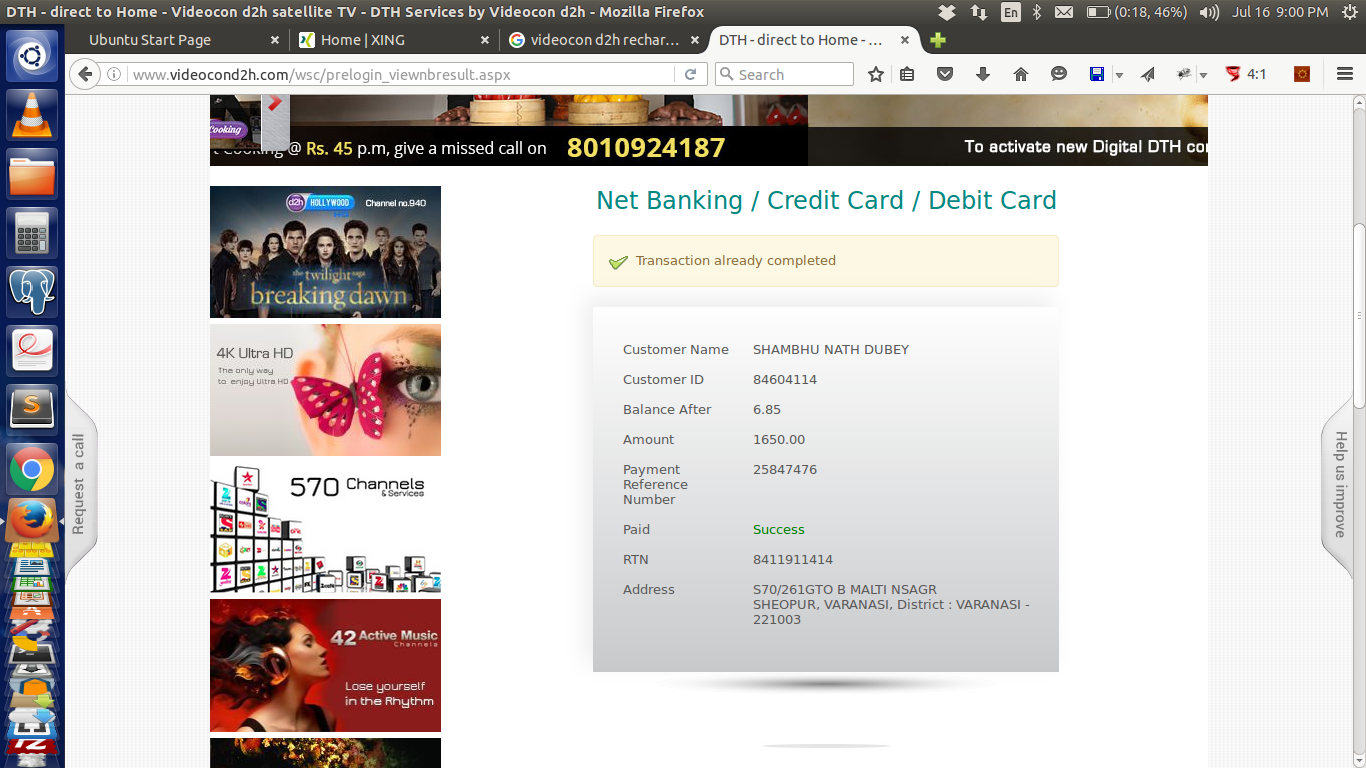 DTH - direct to Home - Videocon d2h satellite TV - DTH Services by Videocon d2h - Mozilla Firefox
En
(0:18, 46%)
Jul 16 9:00 PM
Ubuntu Start Page
Home | XING
videocon d2h rechar...
DTH - direct to Home - ...
www.videocond2h.com/wsc/prelogin_viewnbresult.aspx
Search
4:1
Cooking
t Cooking @ Rs. 45 p.m, give a missed call on 8010924187
To activate new Digital DTH co
d2h HOLLYWOOD HD
Channel no.940
the twilight saga
breaking dawn
4K Ultra HD
The only way
to enjoy Ultra HD
570 Channels
& Services
42 Active Music
Channels
Lose yourself
in the Rhythm
Net Banking / Credit Card / Debit Card
Transaction already completed
Customer Name SHAMBHU NATH DUBEY
Customer ID 84604114
Balance After 6.85
Amount 1650.00
Payment Reference Number 25847476
Paid Success
RTN 8411911414
Address S70/261GTO B MALTI NSAGR
SHEOPUR, VARANASI, District : VARANASI -
221003
Request a call
Help us improve